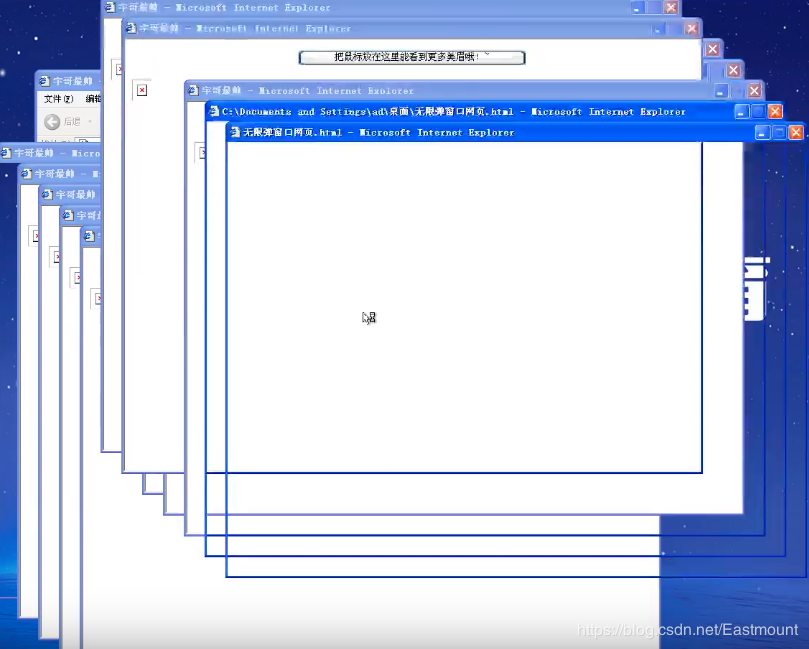 宇哥最帅 - Microsoft Internet Explorer
宇哥最帅 - Microsoft Internet Explorer
把鼠标放在这里能看到更多美眉哦!~
宇哥最帅
文件(F) 编辑
后退
宇哥最帅 - Microsoft Internet Explorer
C:\Documents and Settings\ad\桌面\无限弹窗口网页.html - Microsoft Internet Explorer
无限弹窗口网页.html - Microsoft Internet Explorer
宇哥最帅 - Micro
宇哥最帅 - M
宇哥最帅
宇哥最
https://blog.csdn.net/Eastmount